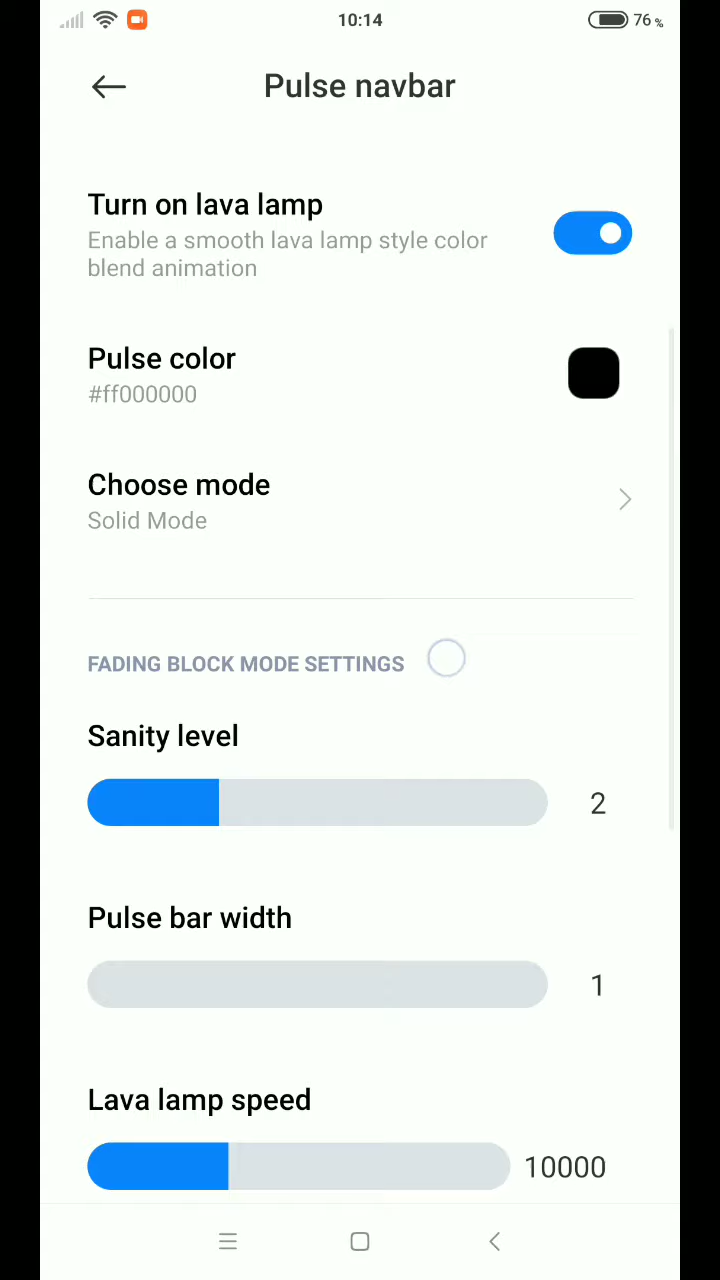 10:14
76 %
Pulse navbar
Turn on lava lamp
Enable a smooth lava lamp style color
blend animation
Pulse color
#ff000000
Choose mode
Solid Mode
FADING BLOCK MODE SETTINGS
Sanity level
2
Pulse bar width
1
Lava lamp speed
10000